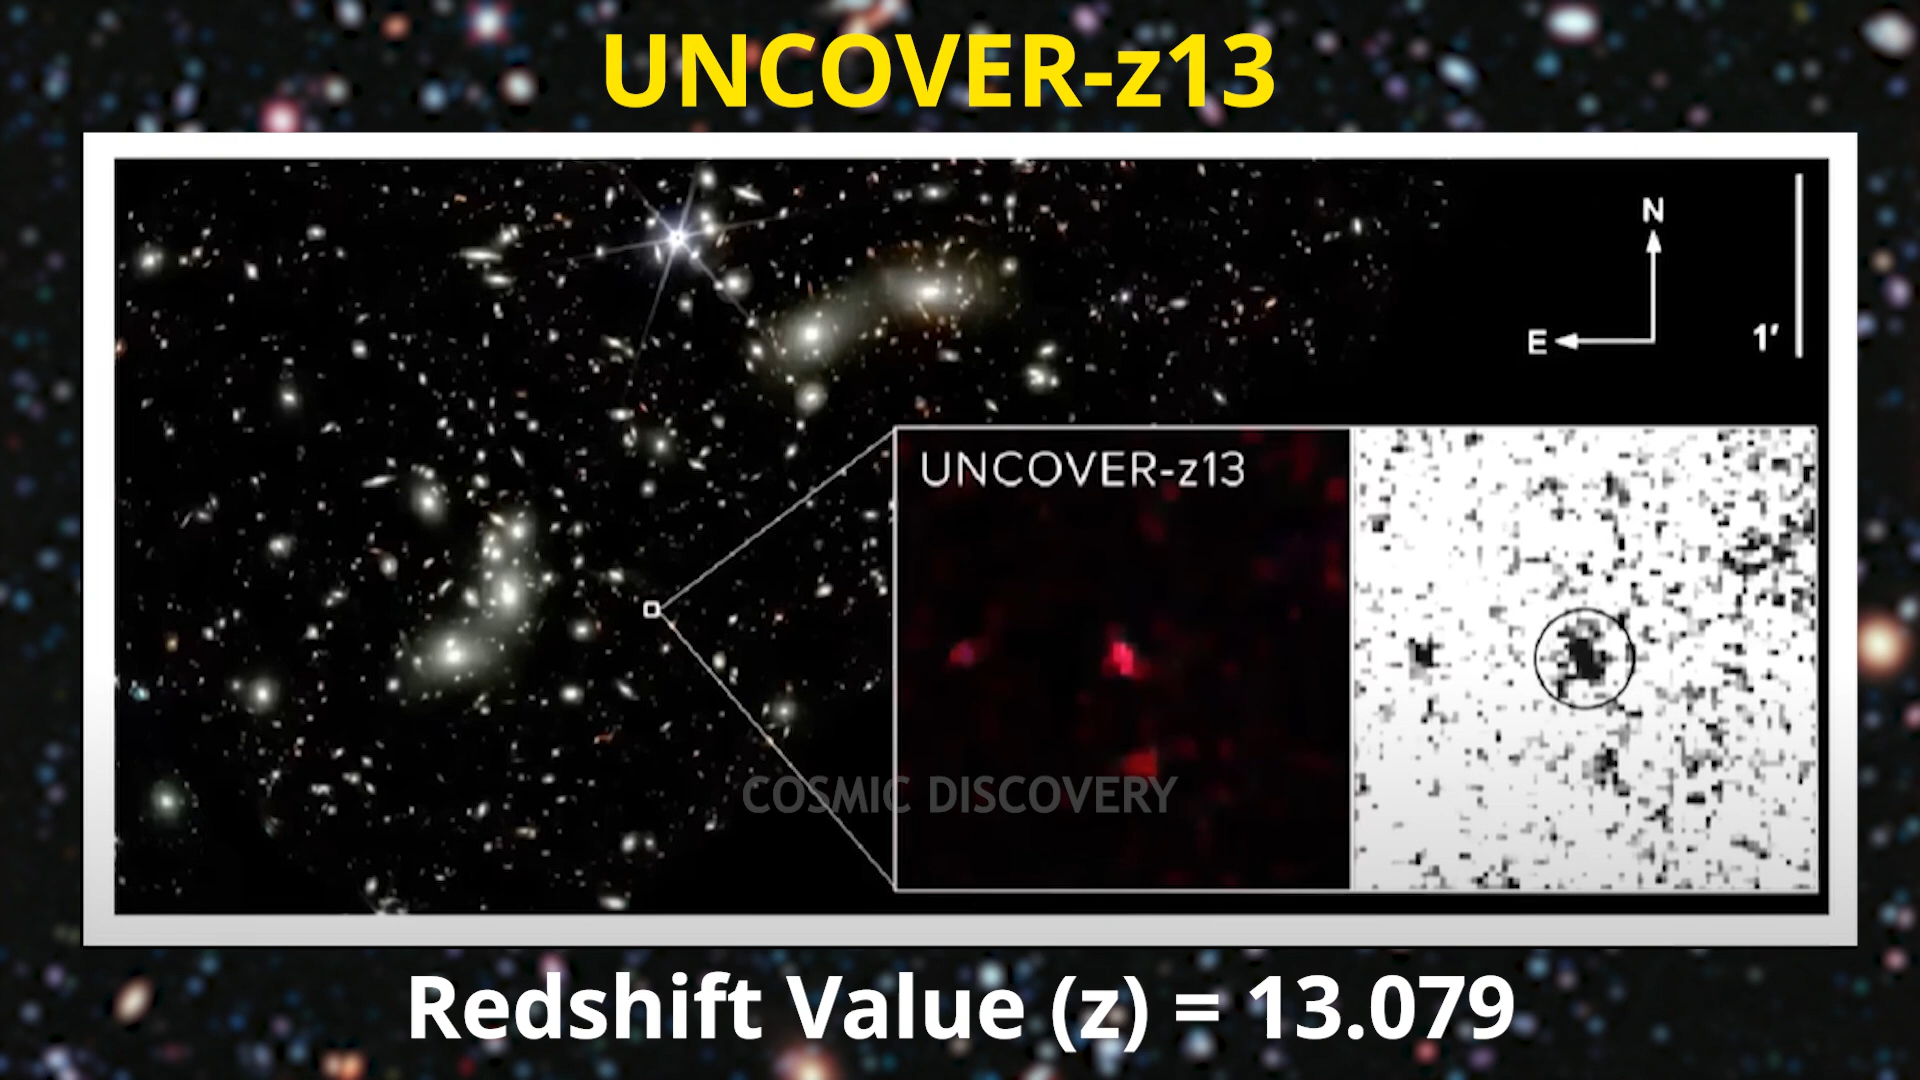 UNCOVER-z13
N
E
1′
UNCOVER-z13
COSMIC DISCOVERY
Redshift Value (z) = 13.079